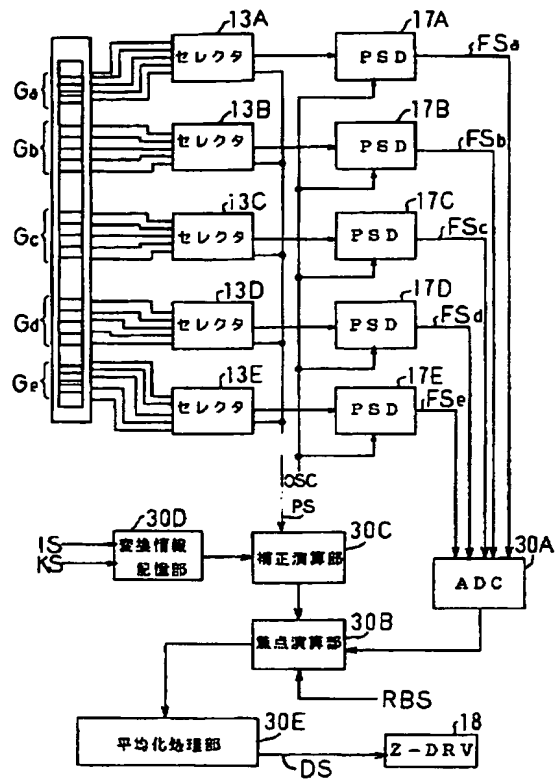 13A
17A
セレクタ
PSD
FSa
Ga
13B
17B
セレクタ
PSD
FSb
Gb
13C
17C
セレクタ
PSD
FSc
Gc
13D
17D
セレクタ
PSD
FSd
Gd
13E
17E
セレクタ
PSD
FSe
Ge
OSC
PS
30D
30C
30A
IS
KS
変換情報
記憶部
補正演算部
ADC
30B
重点演算部
RBS
30E
18
平均化処理部
DS
Z-DRV